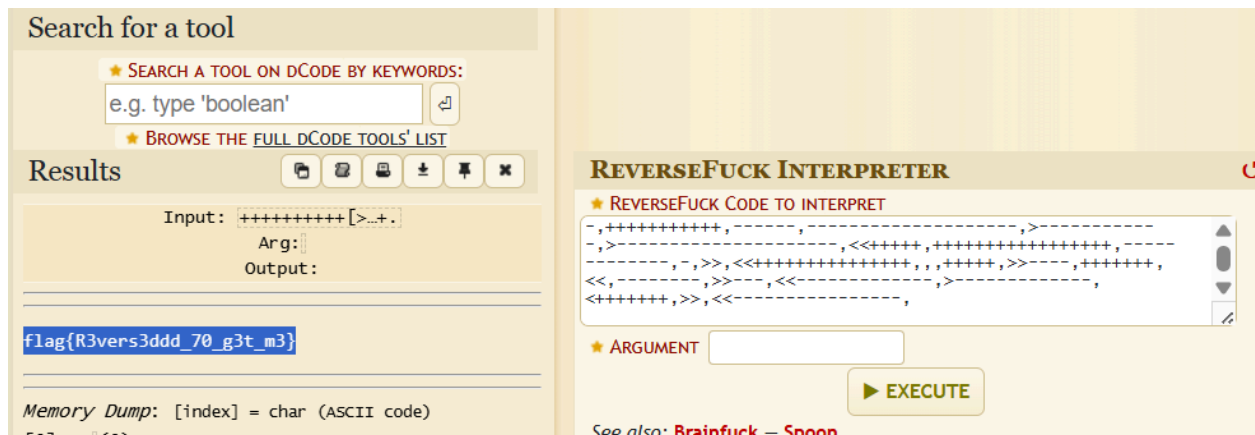 Search for a tool
SEARCH A TOOL ON DCODE BY KEYWORDS:
e.g. type 'boolean'
BROWSE THE FULL DCODE TOOLS' LIST
Results
Input: ++++++++++[>…+.
Arg:
Output:
flag{R3vers3ddd_70_g3t_m3}
Memory Dump: [index] = char (ASCII code)
REVERSEFUCK INTERPRETER
REVERSEFUCK CODE TO INTERPRET
-,+++++++++++,------,---------------------,>-----------
-,>----------------------,<<+++++,++++++++++++++++++,-----
--------,-,>>,<<++++++++++++++++,,,+++++,>>----,+++++++,
<<,--------,>>---,<<--------------,>--------------,
<+++++++,>>,<<-----------------,
ARGUMENT
EXECUTE
See also: Brainfuck — Spoon